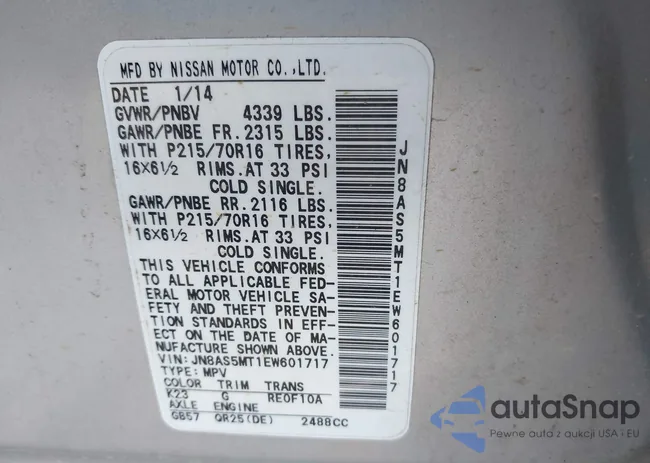 MFD BY NISSAN MOTOR CO.,LTD.
DATE 1/14
GVWR/PNBV 4339 LBS.
GAWR/PNBE FR. 2315 LBS.
WITH P215/70R16 TIRES,
16X6½ RIMS. AT 33 PSI
COLD SINGLE.
GAWR/PNBE RR. 2116 LBS.
WITH P215/70R16 TIRES,
16X6½ RIMS. AT 33 PSI
COLD SINGLE.
THIS VEHICLE CONFORMS
TO ALL APPLICABLE FED-
ERAL MOTOR VEHICLE SA-
FETY AND THEFT PREVEN-
TION STANDARDS IN EFF-
ECT ON THE DATE OF MA-
NUFACTURE SHOWN ABOVE.
VIN: JN8AS5MT1EW601717
TYPE: MPV
COLOR TRIM TRANS
K23 G RE0F10A
AXLE ENGINE
GB57 QR25(DE) 2488CC
JN8AS5MT1EW601717
autoSnap
Pewne auta z aukcji USA i EU